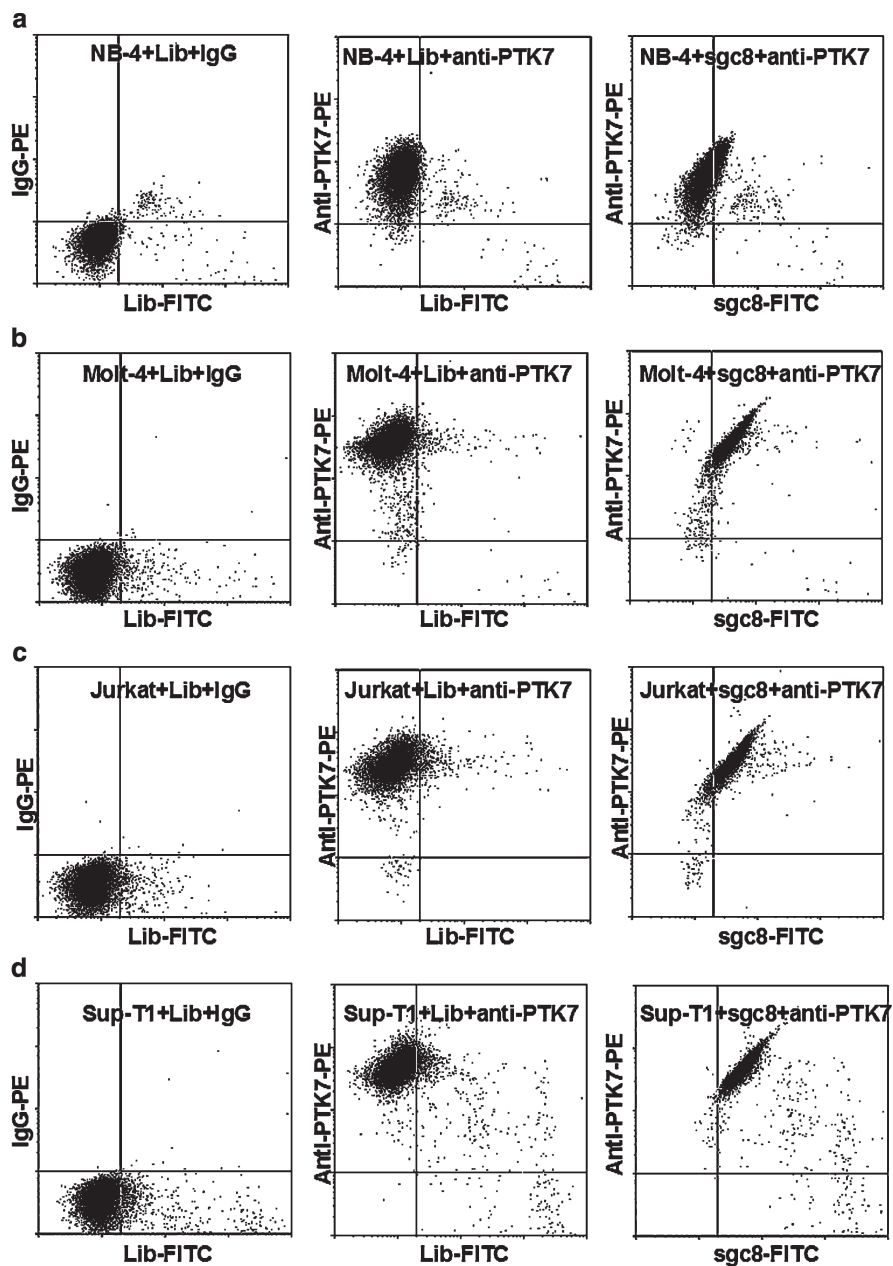 a
NB-4+Lib+IgG
IgG-PE
Lib-FITC
NB-4+Lib+anti-PTK7
Anti-PTK7-PE
Lib-FITC
NB-4+sgc8+anti-PTK7
Anti-PTK7-PE
sgc8-FITC
b
Molt-4+Lib+IgG
IgG-PE
Lib-FITC
Molt-4+Lib+anti-PTK7
Anti-PTK7-PE
Lib-FITC
Molt-4+sgc8+anti-PTK7
Anti-PTK7-PE
sgc8-FITC
c
Jurkat+Lib+IgG
IgG-PE
Lib-FITC
Jurkat+Lib+anti-PTK7
Anti-PTK7-PE
Lib-FITC
Jurkat+sgc8+anti-PTK7
Anti-PTK7-PE
sgc8-FITC
d
Sup-T1+Lib+IgG
IgG-PE
Lib-FITC
Sup-T1+Lib+anti-PTK7
Anti-PTK7-PE
Lib-FITC
Sup-T1+sgc8+anti-PTK7
Anti-PTK7-PE
sgc8-FITC